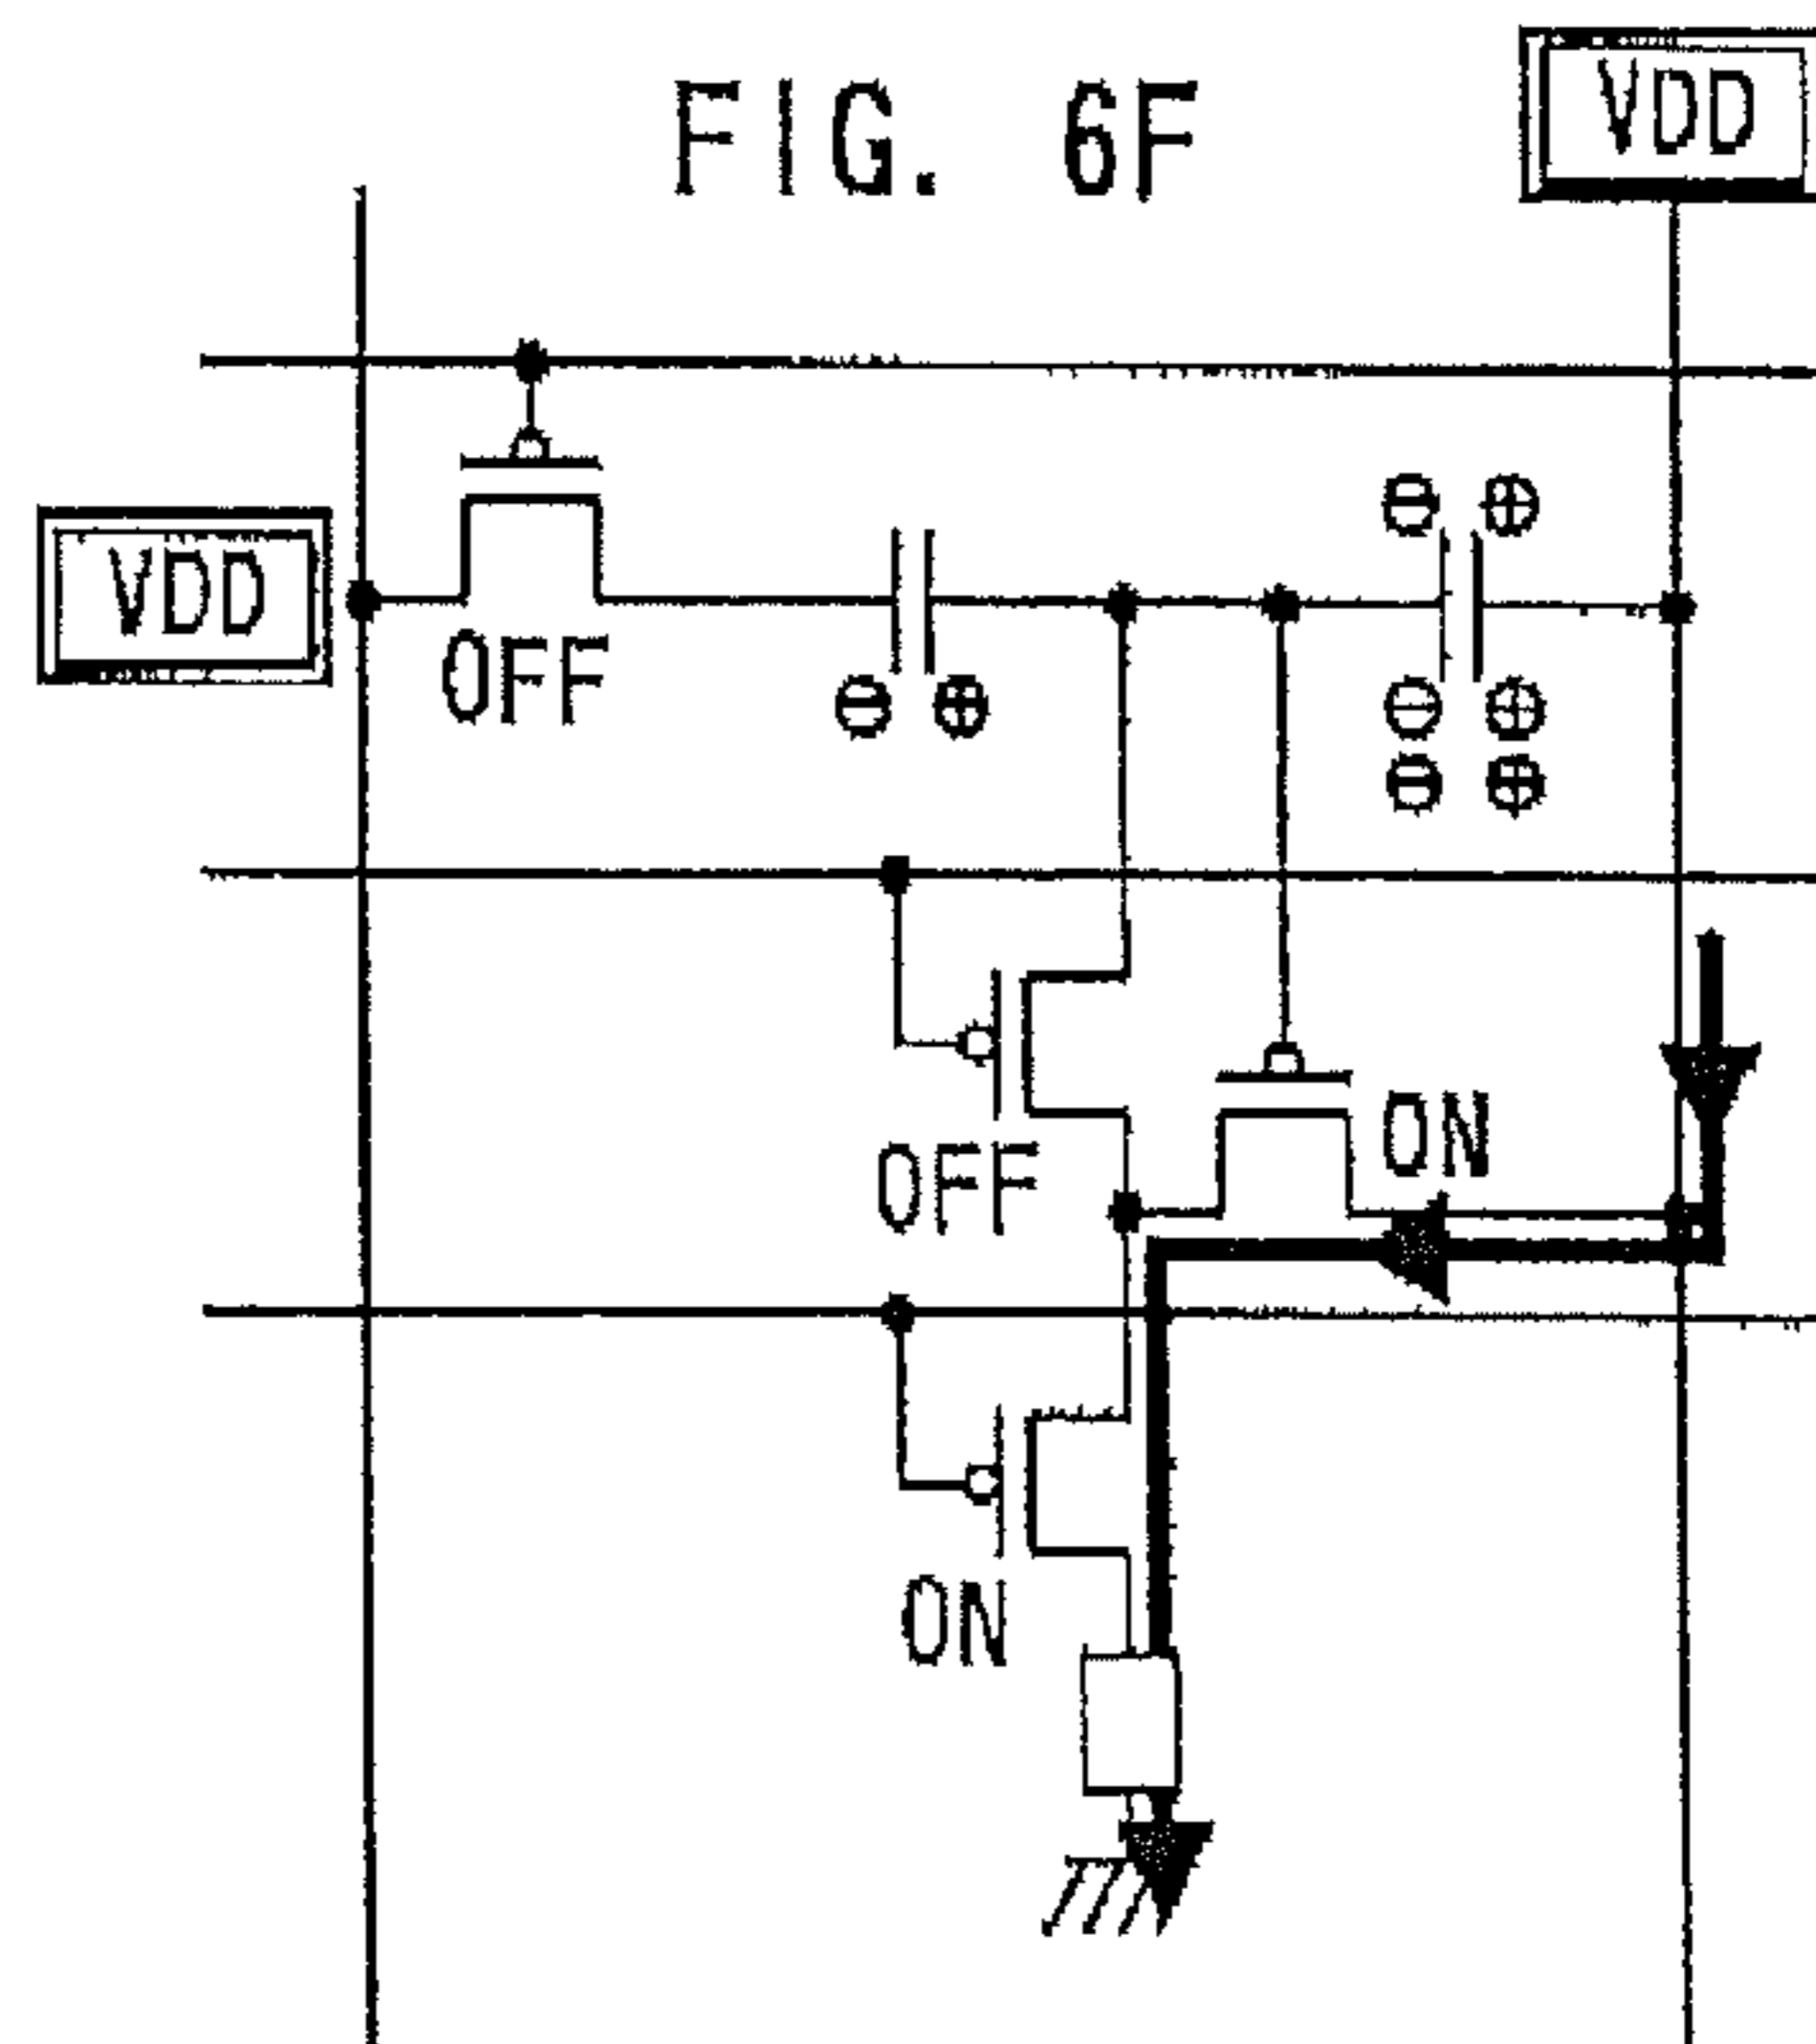 FIG. 6F
VDD
VDD
OFF
⊖ ⊕
⊖ ⊕
⊖ ⊕
⊖ ⊕
OFF
ON
ON